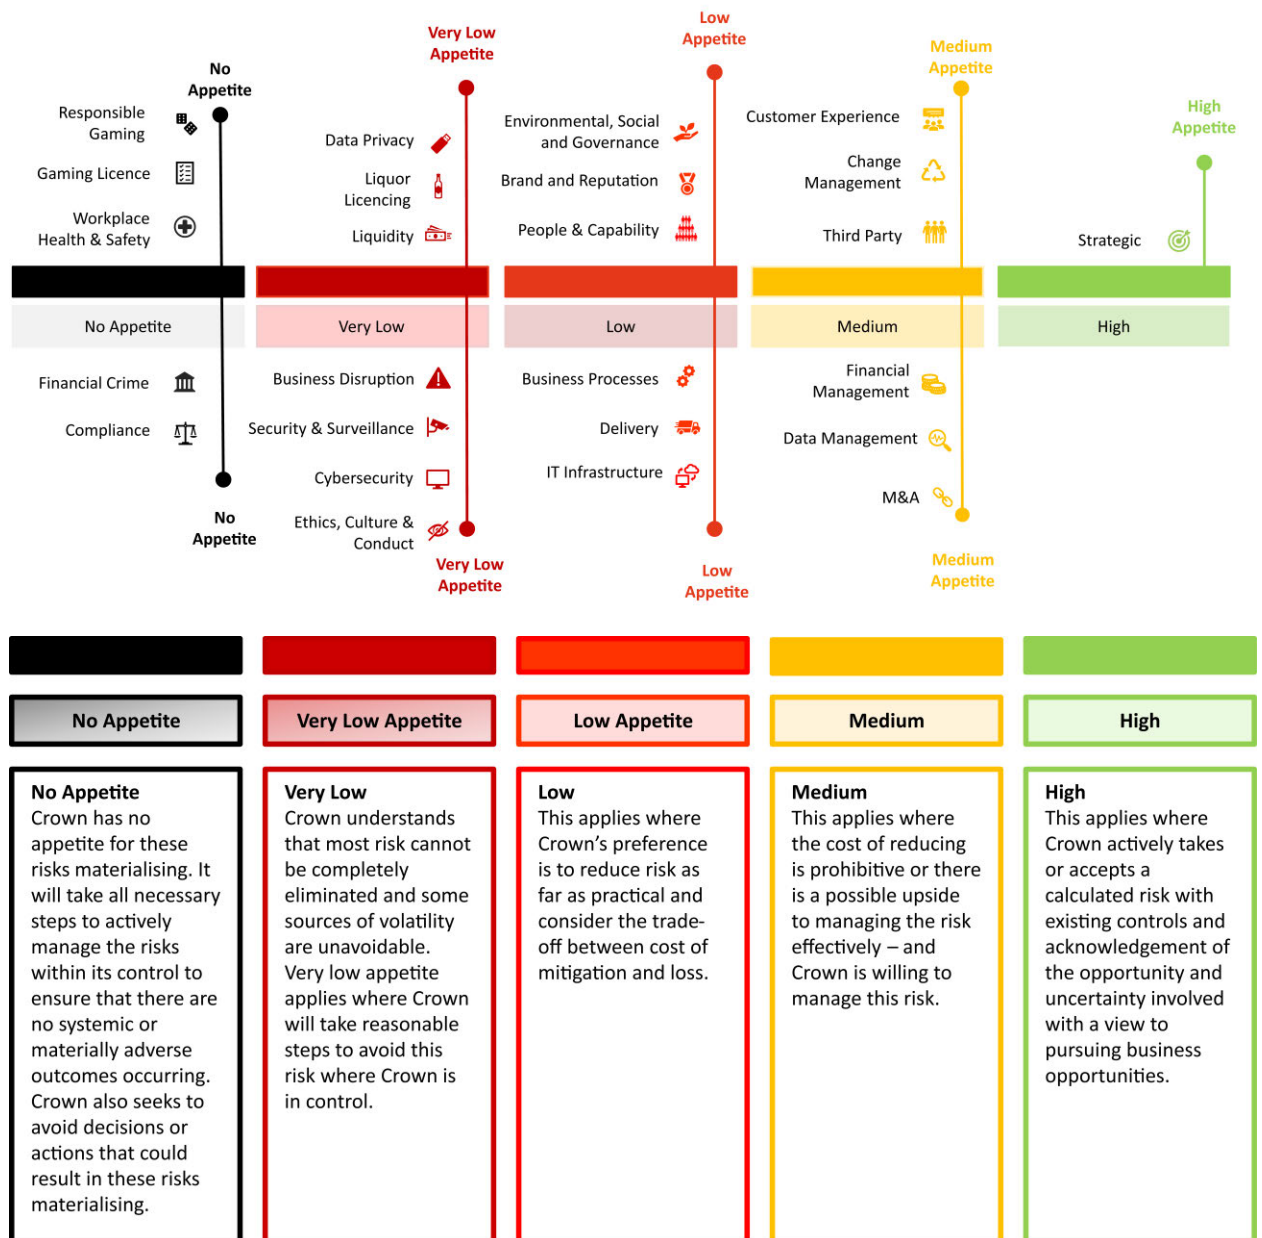 No
Appetite
Responsible
Gaming
Gaming Licence
Workplace
Health & Safety
Very Low
Appetite
Data Privacy
Liquor
Licencing
Liquidity
Low
Appetite
Environmental, Social
and Governance
Brand and Reputation
People & Capability
Medium
Appetite
Customer Experience
Change
Management
Third Party
High
Appetite
Strategic
No Appetite
Very Low
Low
Medium
High
Financial Crime
Compliance
No
Appetite
Business Disruption
Security & Surveillance
Cybersecurity
Ethics, Culture &
Conduct
Very Low
Appetite
Business Processes
Delivery
IT Infrastructure
Low
Appetite
Financial
Management
Data Management
M&A
Medium
Appetite
No Appetite
Very Low Appetite
Low Appetite
Medium
High
No Appetite
Crown has no
appetite for these
risks materialising. It
will take all necessary
steps to actively
manage the risks
within its control to
ensure that there are
no systemic or
materially adverse
outcomes occurring.
Crown also seeks to
avoid decisions or
actions that could
result in these risks
materialising.
Very Low
Crown understands
that most risk cannot
be completely
eliminated and some
sources of volatility
are unavoidable.
Very low appetite
applies where Crown
will take reasonable
steps to avoid this
risk where Crown is
in control.
Low
This applies where
Crown’s preference
is to reduce risk as
far as practical and
consider the trade-
off between cost of
mitigation and loss.
Medium
This applies where
the cost of reducing
is prohibitive or there
is a possible upside
to managing the risk
effectively – and
Crown is willing to
manage this risk.
High
This applies where
Crown actively takes
or accepts a
calculated risk with
existing controls and
acknowledgement of
the opportunity and
uncertainty involved
with a view to
pursuing business
opportunities.